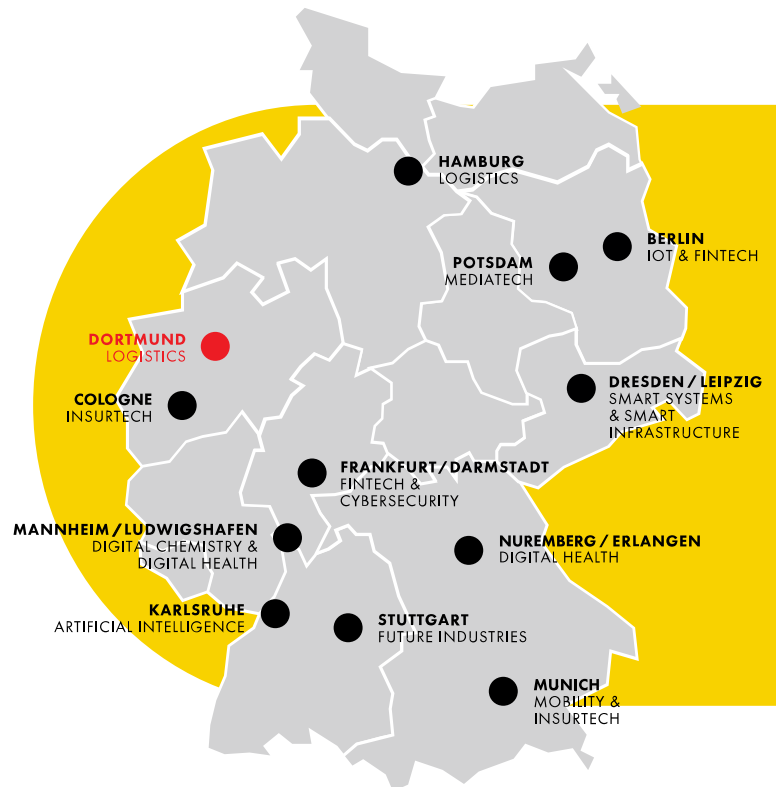 HAMBURG
LOGISTICS
BERLIN
IOT & FINTECH
POTSDAM
MEDIATECH
DORTMUND
LOGISTICS
DRESDEN / LEIPZIG
SMART SYSTEMS
& SMART
INFRASTRUCTURE
COLOGNE
INSURTECH
FRANKFURT / DARMSTADT
FINTECH &
CYBERSECURITY
MANNHEIM / LUDWIGSHAFEN
DIGITAL CHEMISTRY &
DIGITAL HEALTH
NUREMBERG / ERLANGEN
DIGITAL HEALTH
KARLSRUHE
ARTIFICIAL INTELLIGENCE
STUTTGART
FUTURE INDUSTRIES
MUNICH
MOBILITY &
INSURTECH